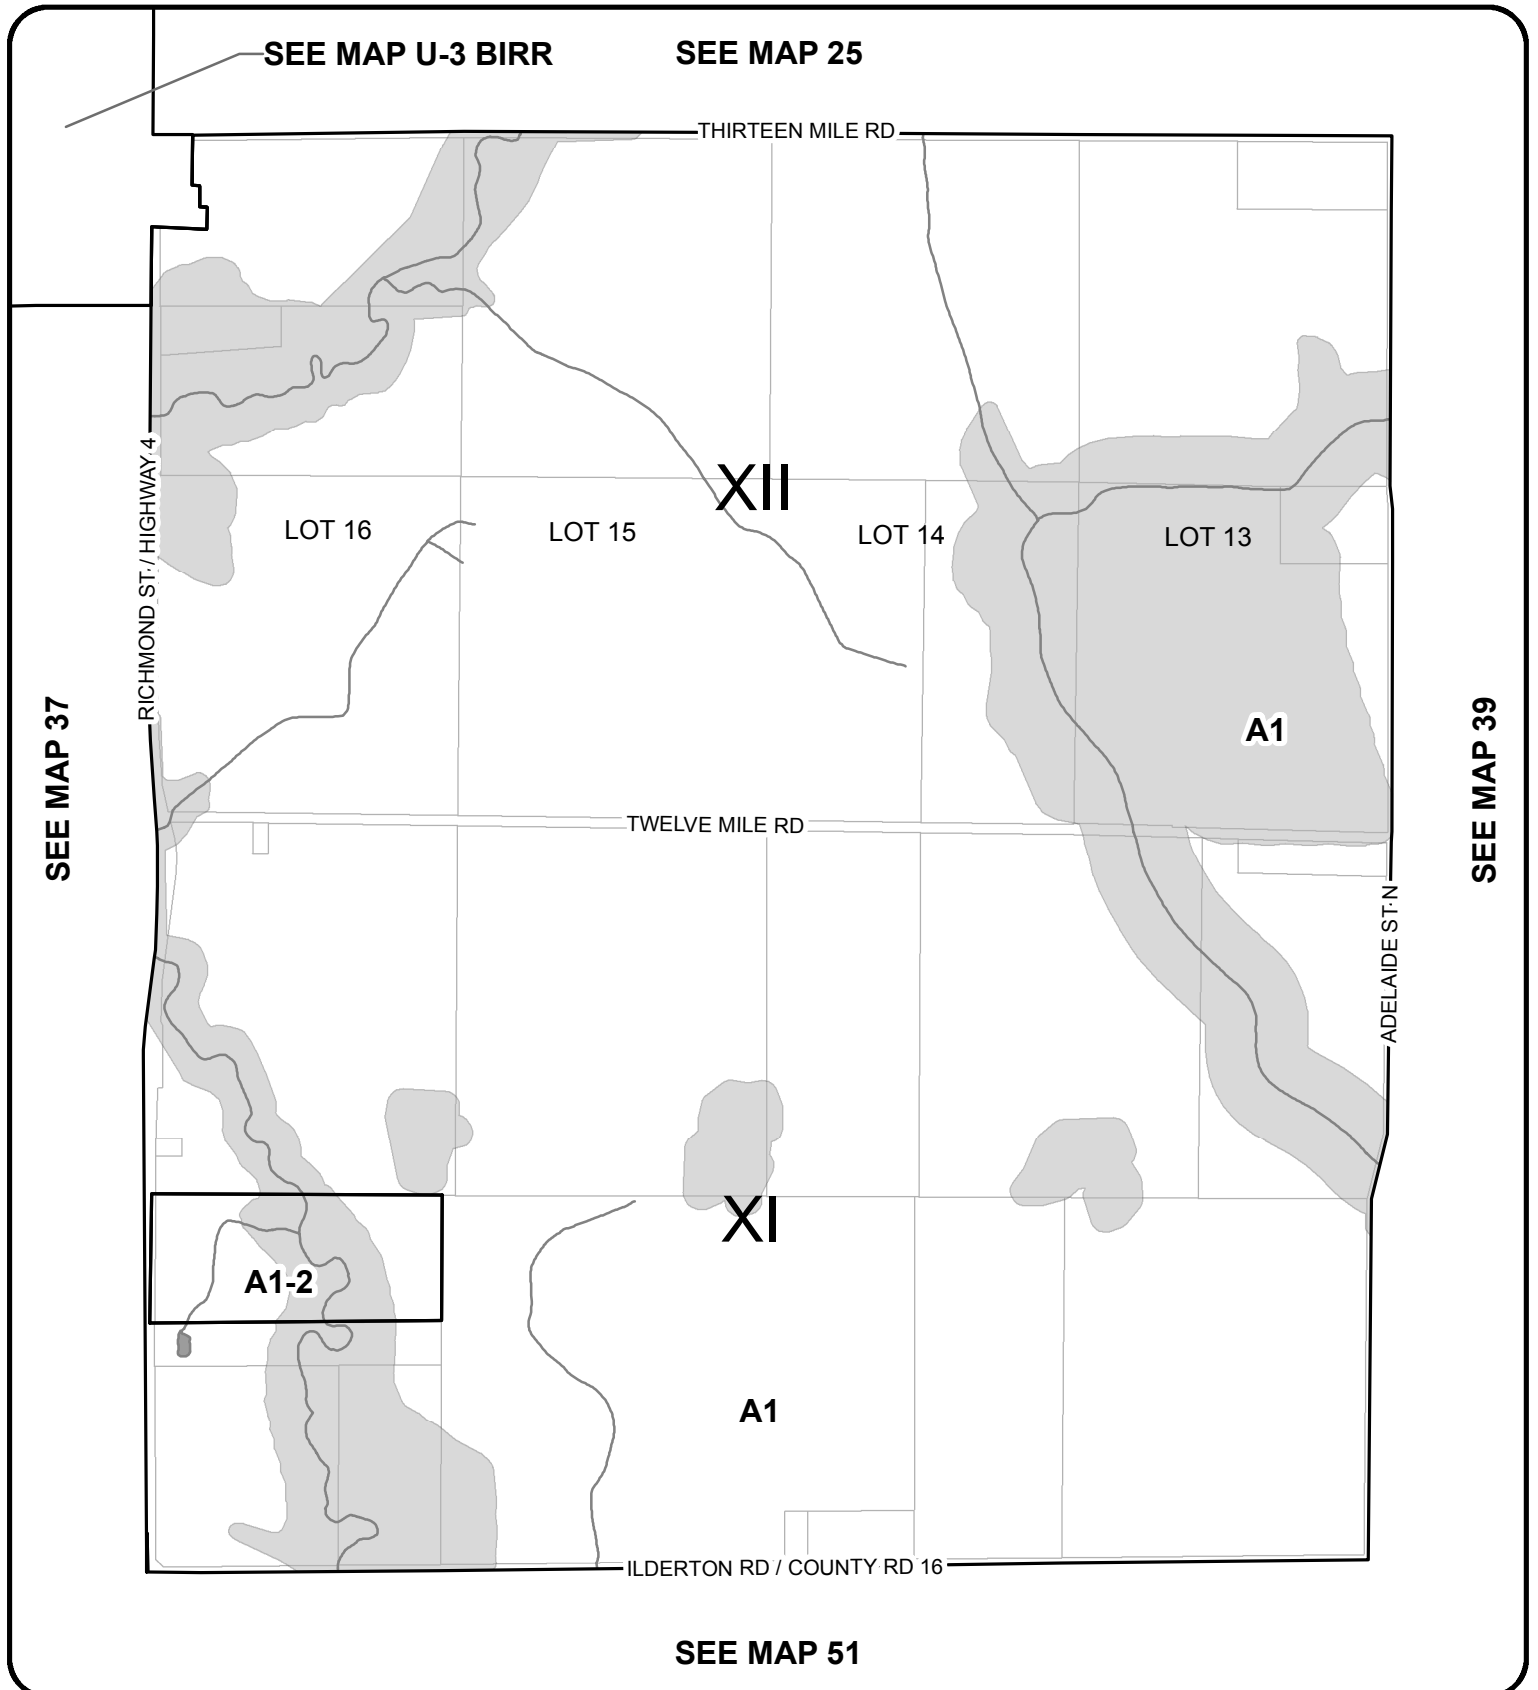 SEE MAP U-3 BIRR
SEE MAP 25
THIRTEEN MILE RD
RICHMOND ST / HIGHWAY 4
XII
LOT 16
LOT 15
LOT 14
LOT 13
A1
SEE MAP 37
SEE MAP 39
TWELVE MILE RD
ADELAIDE ST N
XI
A1-2
A1
ILDERTON RD / COUNTY RD 16
SEE MAP 51